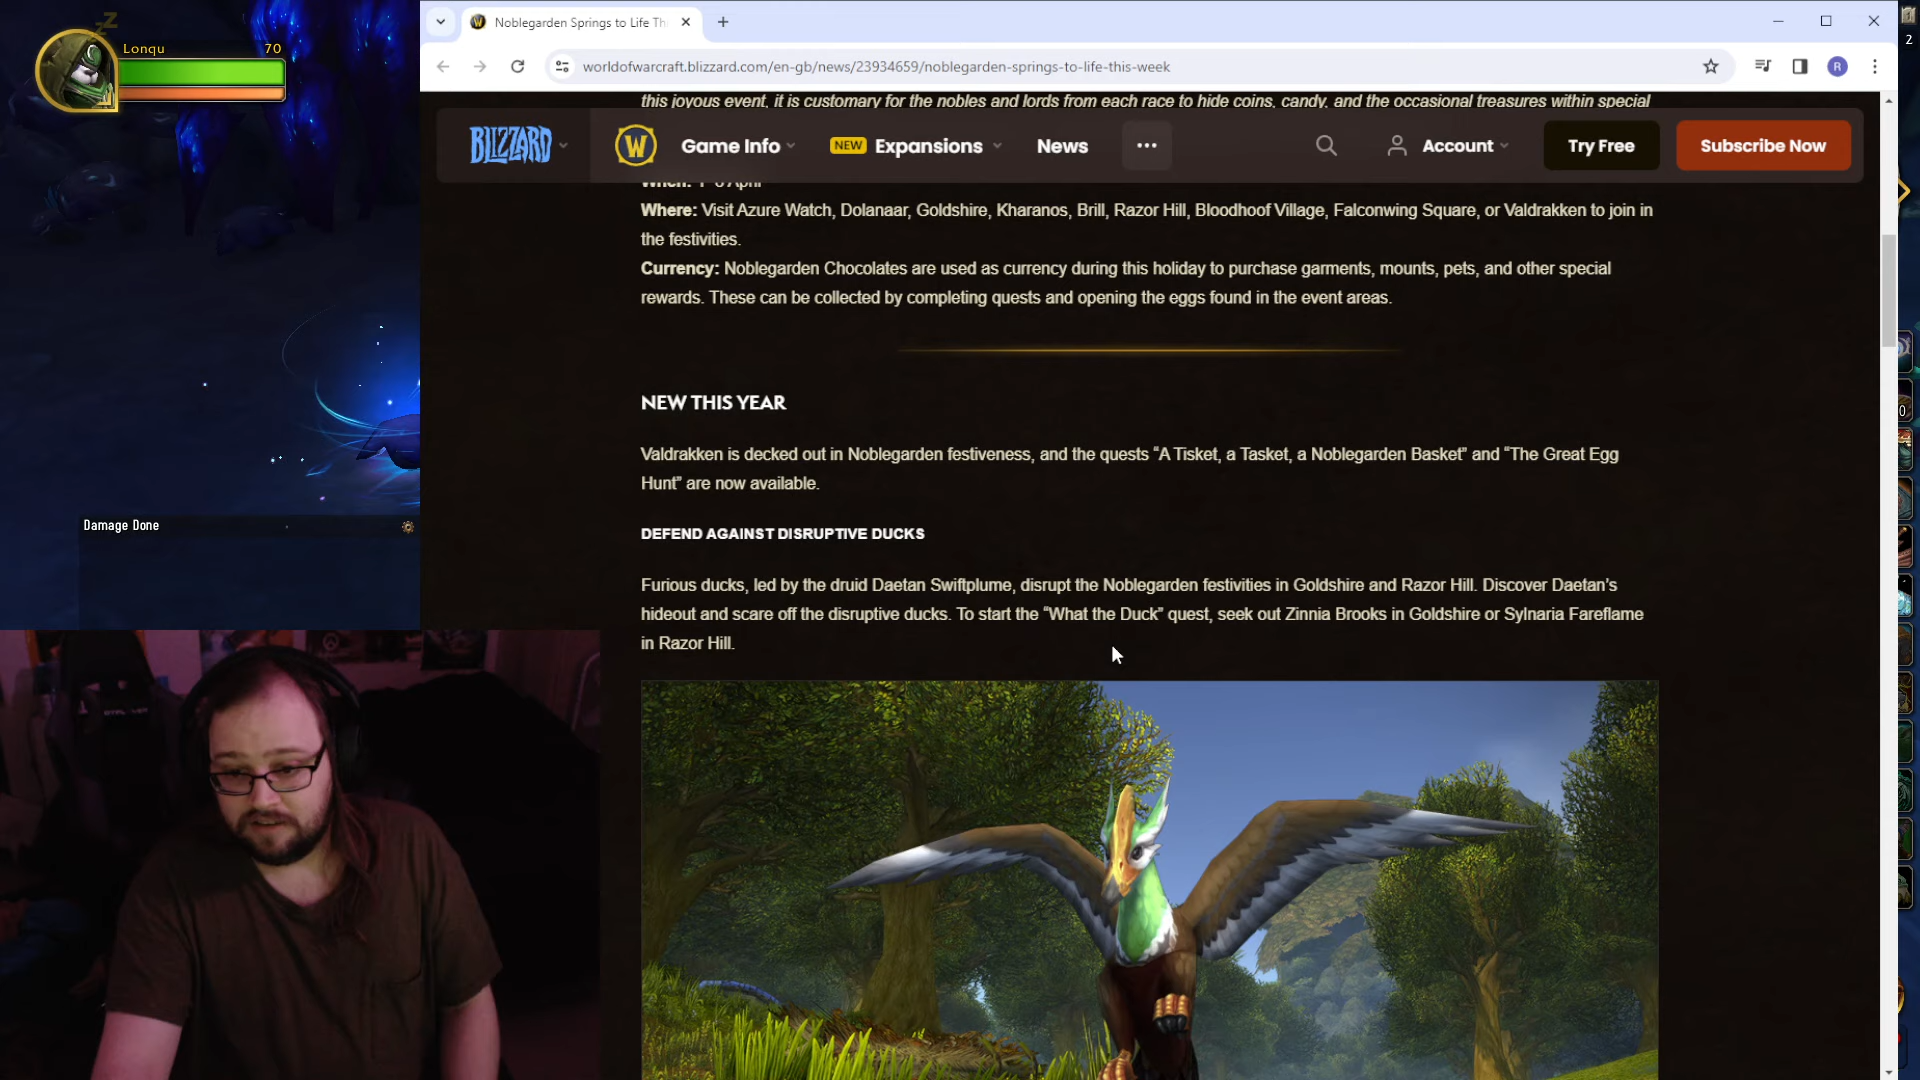 Lonqu 70
Noblegarden Springs to Life Th
2
worldofwarcraft.blizzard.com/en-gb/news/23934659/noblegarden-springs-to-life-this-week
R
this joyous event, it is customary for the nobles and lords from each race to hide coins, candy, and the occasional treasures within special
BLIZZARD
W
Game Info
NEW Expansions
News
Account
Try Free
Subscribe Now
Where: Visit Azure Watch, Dolanaar, Goldshire, Kharanos, Brill, Razor Hill, Bloodhoof Village, Falconwing Square, or Valdrakken to join in
the festivities.
Currency: Noblegarden Chocolates are used as currency during this holiday to purchase garments, mounts, pets, and other special
rewards. These can be collected by completing quests and opening the eggs found in the event areas.
NEW THIS YEAR
Valdrakken is decked out in Noblegarden festiveness, and the quests “A Tisket, a Tasket, a Noblegarden Basket” and “The Great Egg
Hunt” are now available.
DEFEND AGAINST DISRUPTIVE DUCKS
Furious ducks, led by the druid Daetan Swiftplume, disrupt the Noblegarden festivities in Goldshire and Razor Hill. Discover Daetan’s
hideout and scare off the disruptive ducks. To start the “What the Duck” quest, seek out Zinnia Brooks in Goldshire or Sylnaria Fareflame
in Razor Hill.
Damage Done